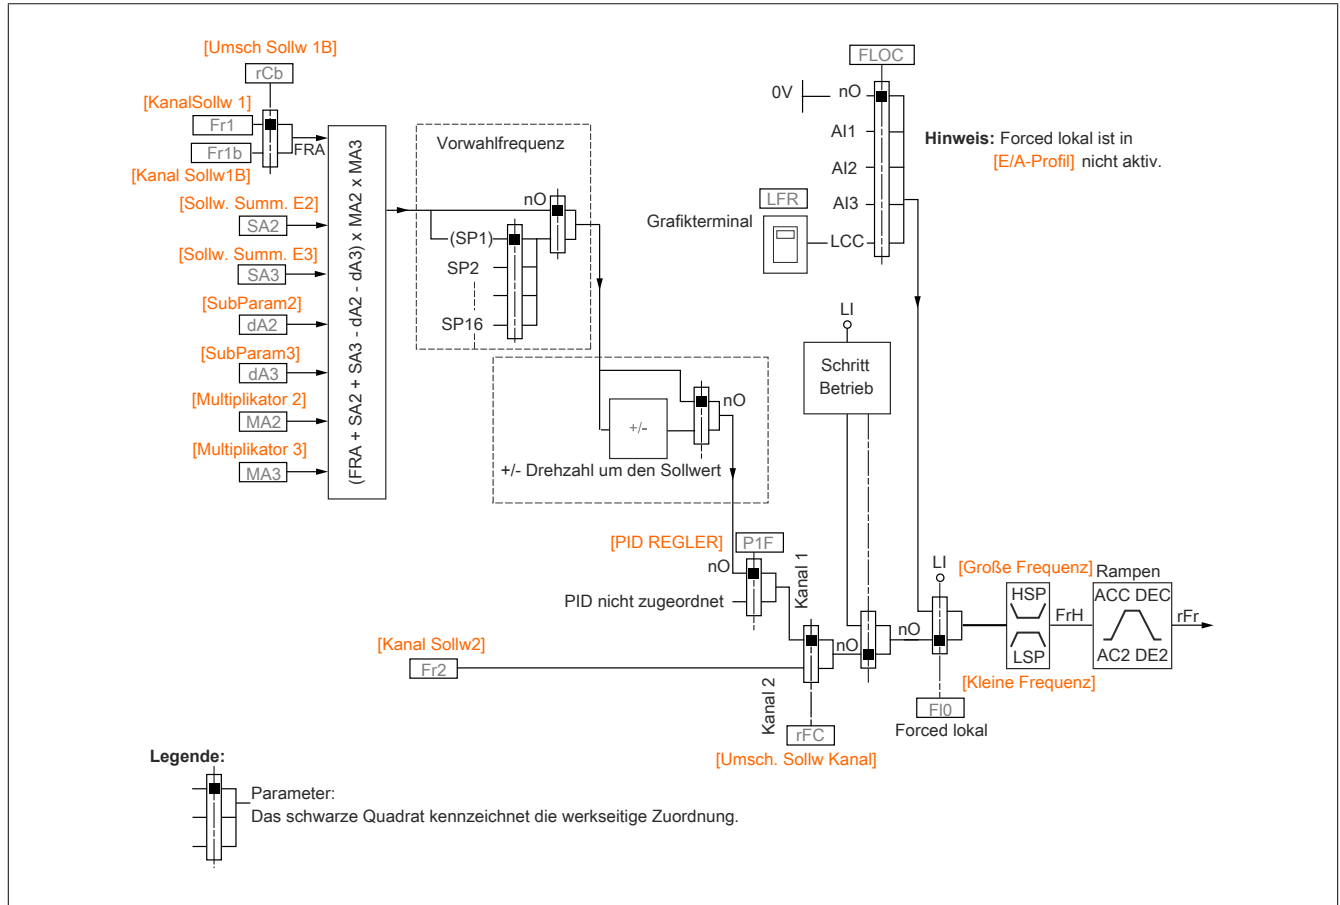 [Umsch Sollw 1B]
rCb
[KanalSollw 1]
Fr1
Fr1b
FRA
[Kanal Sollw1B]
[Sollw. Summ. E2]
SA2
[Sollw. Summ. E3]
SA3
[SubParam2]
dA2
[SubParam3]
dA3
[Multiplikator 2]
MA2
[Multiplikator 3]
MA3
(FRA + SA2 + SA3 - dA2 - dA3) x MA2 x MA3
Vorwahlfrequenz
nO
(SP1)
SP2
SP16
nO
+/-
+/- Drehzahl um den Sollwert
FLOC
0V
nO
AI1
AI2
AI3
LCC
LFR
Grafikterminal
Hinweis: Forced lokal ist in
[E/A-Profil] nicht aktiv.
LI
Schritt
Betrieb
[PID REGLER]
P1F
nO
PID nicht zugeordnet
Kanal 1
[Kanal Sollw2]
Fr2
Kanal 2
nO
rFC
[Umsch. Sollw Kanal]
nO
LI
FI0
Forced lokal
[Große Frequenz]
HSP
LSP
[Kleine Frequenz]
FrH
Rampen
ACC DEC
AC2 DE2
rFr
Legende:
Parameter:
Das schwarze Quadrat kennzeichnet die werkseitige Zuordnung.